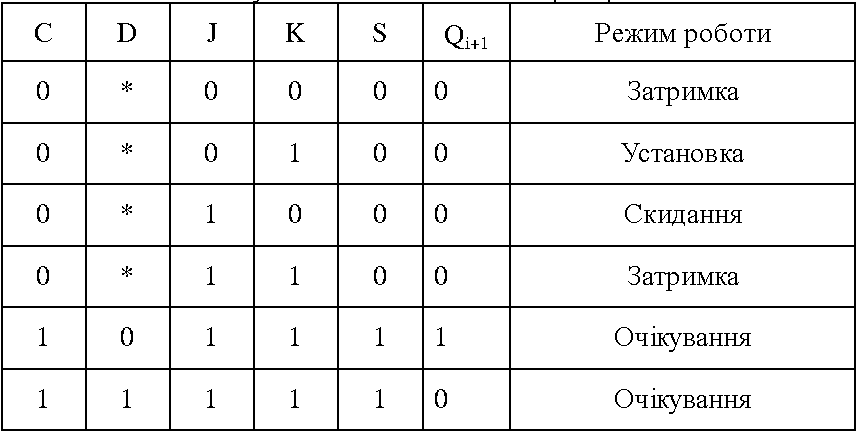 C D J K S Qi+1 Режим роботи
0 * 0 0 0 0 Затримка
0 * 0 1 0 0 Установка
0 * 1 0 0 0 Скидання
0 * 1 1 0 0 Затримка
1 0 1 1 1 1 Очікування
1 1 1 1 1 0 Очікування